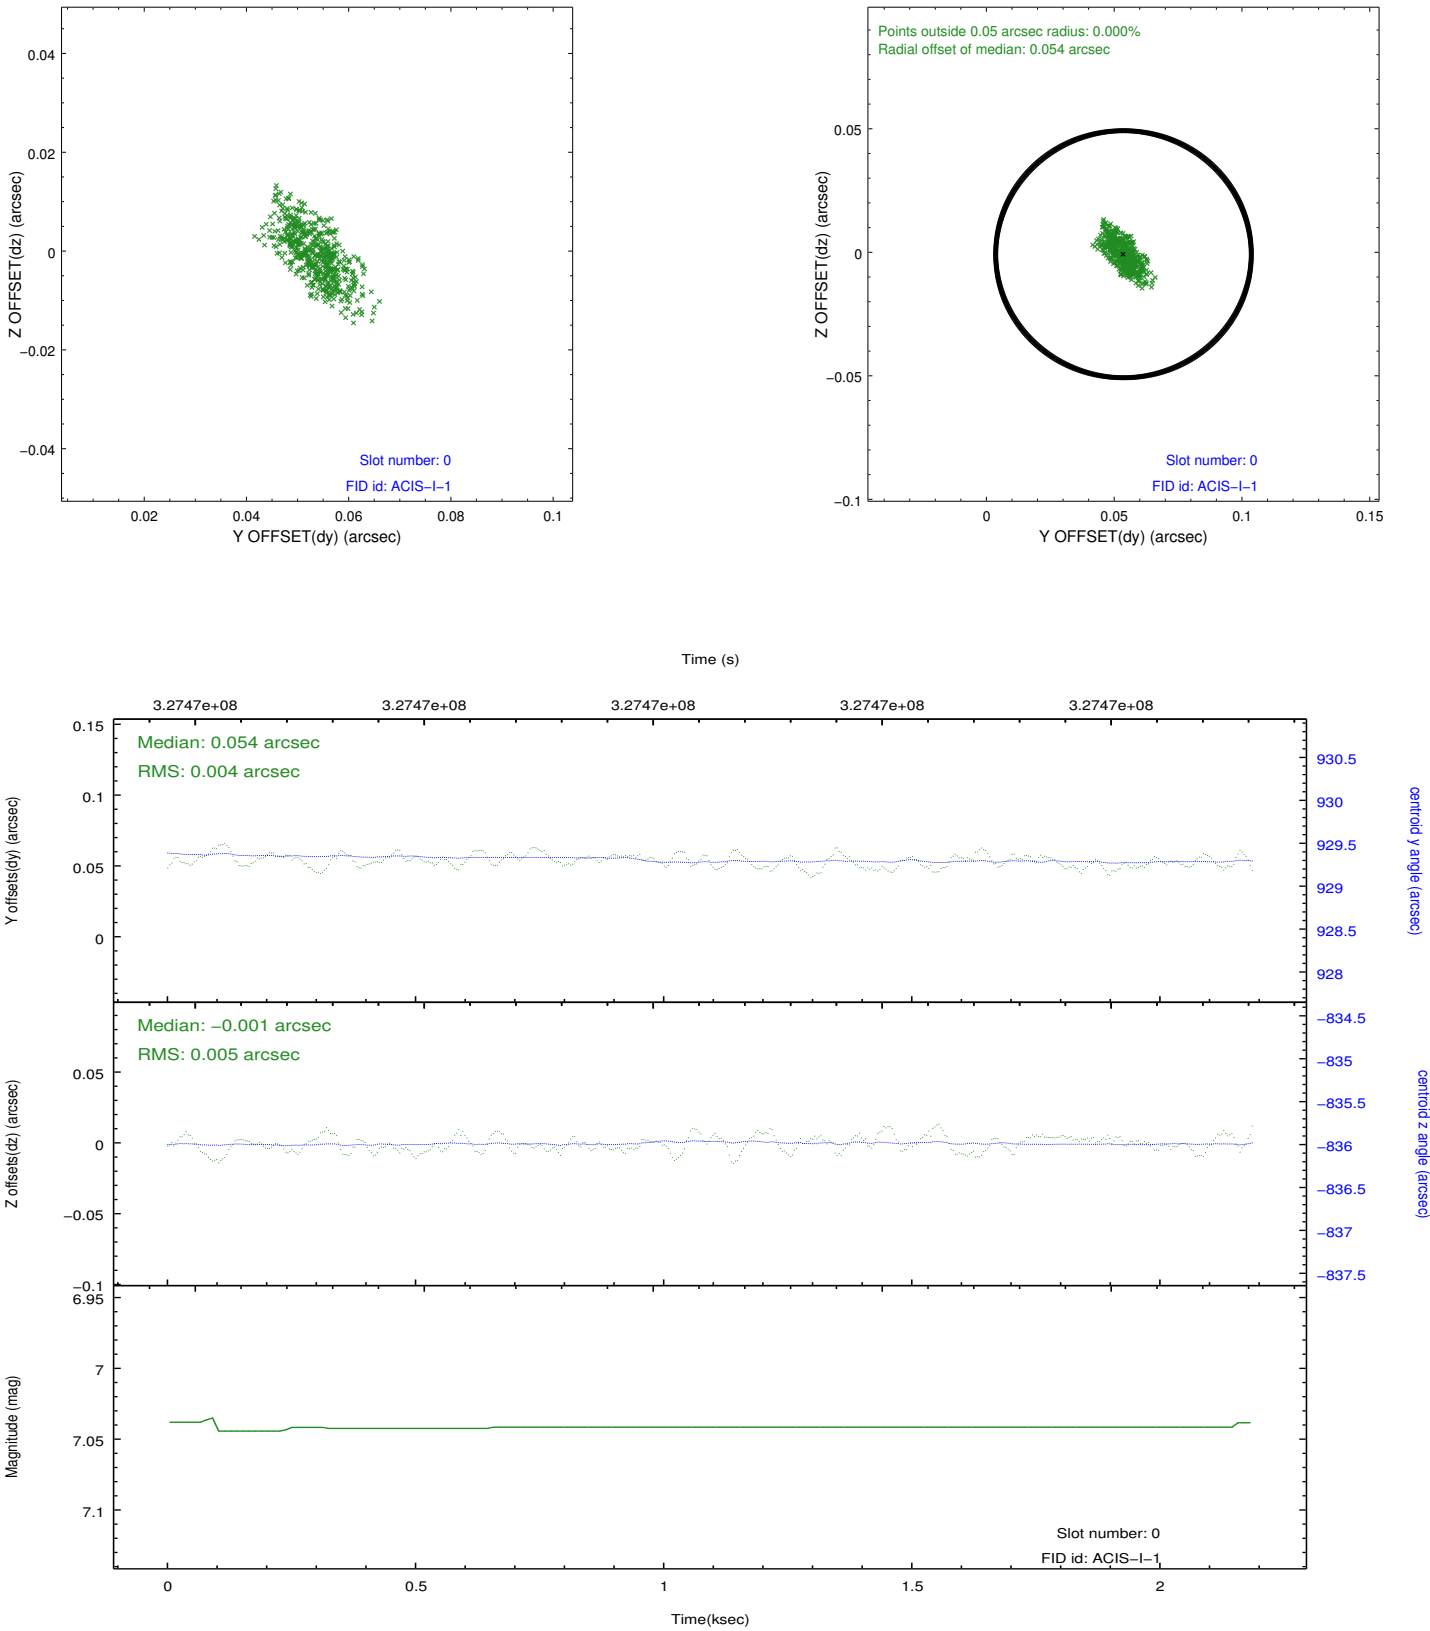 0.04
0.02
0
−0.02
−0.04
Z OFFSET(dz) (arcsec)
Slot number: 0
FID id: ACIS−I−1
0.02
0.04
0.06
0.08
0.1
Y OFFSET(dy) (arcsec)
Points outside 0.05 arcsec radius: 0.000%
Radial offset of median: 0.054 arcsec
0.05
0
−0.05
−0.1
Z OFFSET(dz) (arcsec)
Slot number: 0
FID id: ACIS−I−1
0
0.05
0.1
0.15
Y OFFSET(dy) (arcsec)
Time (s)
3.2747e+08
3.2747e+08
3.2747e+08
3.2747e+08
3.2747e+08
Median: 0.054 arcsec
RMS: 0.004 arcsec
0.15
0.1
0.05
0
Y offsets(dy) (arcsec)
930.5
930
929.5
929
928.5
928
centroid y angle (arcsec)
Median: −0.001 arcsec
RMS: 0.005 arcsec
0.05
0
−0.05
−0.1
Z offsets(dz) (arcsec)
−834.5
−835
−835.5
−836
−836.5
−837
−837.5
centroid z angle (arcsec)
6.95
7
7.05
7.1
Magnitude (mag)
Slot number: 0
FID id: ACIS−I−1
0
0.5
1
1.5
2
Time(ksec)